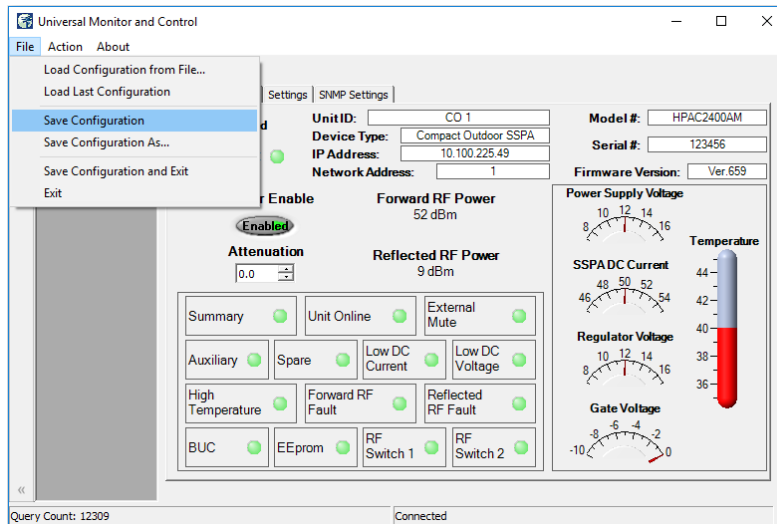 Universal Monitor and Control
File Action About
Load Configuration from File...
Load Last Configuration
Save Configuration
Save Configuration As...
Save Configuration and Exit
Exit
Settings SNMP Settings
Unit ID: CO 1
Device Type: Compact Outdoor SSPA
IP Address: 10.100.225.49
Network Address: 1
Model #: HPAC2400AM
Serial #: 123456
Firmware Version: Ver.659
Enable
Enabled
Attenuation
0.0
Forward RF Power
52 dBm
Reflected RF Power
9 dBm
Summary
Unit Online
External
Mute
Auxiliary
Spare
Low DC
Current
Low DC
Voltage
High
Temperature
Forward RF
Fault
Reflected
RF Fault
BUC
EEprom
RF
Switch 1
RF
Switch 2
Power Supply Voltage
8 10 12 14 16
SSPA DC Current
46 48 50 52 54
Regulator Voltage
8 10 12 14 16
Gate Voltage
-10 -8 -6 -4 -2 0
Temperature
44
42
40
38
36
«
Query Count: 12309
Connected